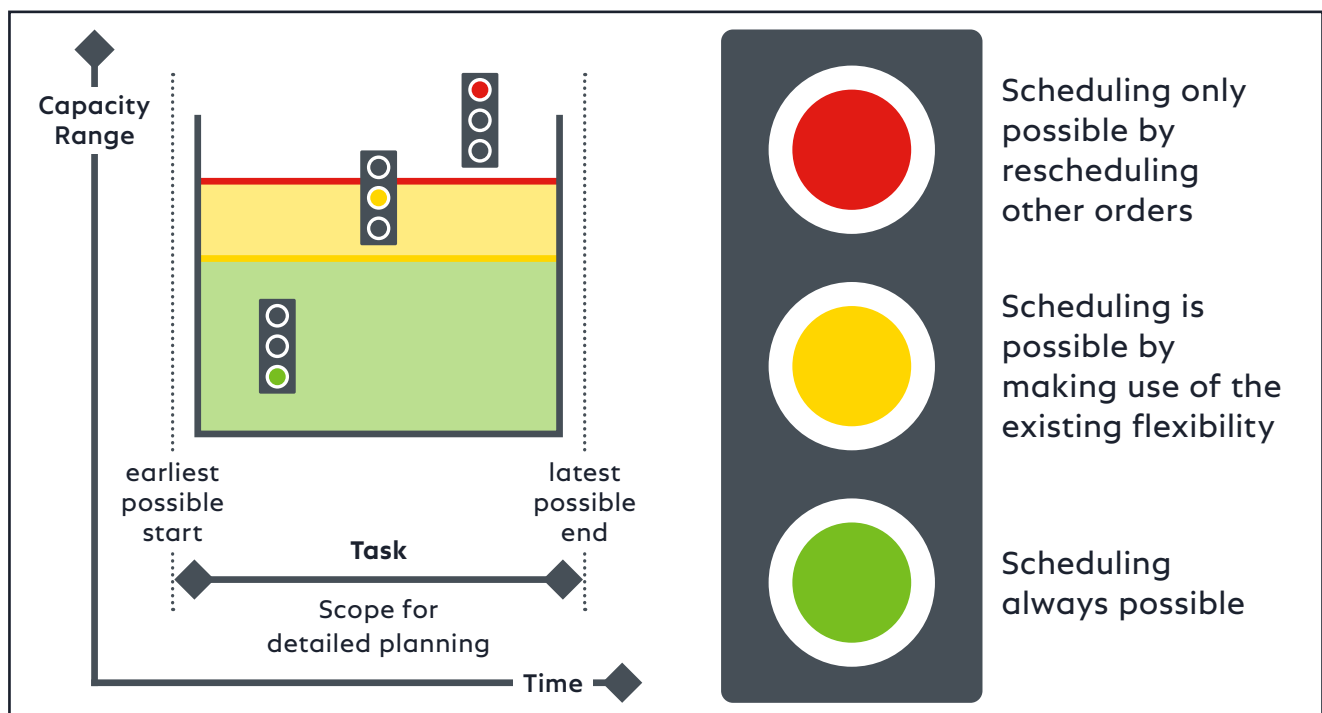 Capacity
Range
earliest
possible
start
latest
possible
end
Task
Scope for
detailed planning
Time
Scheduling only
possible by
rescheduling
other orders
Scheduling is
possible by
making use of the
existing flexibility
Scheduling
always possible